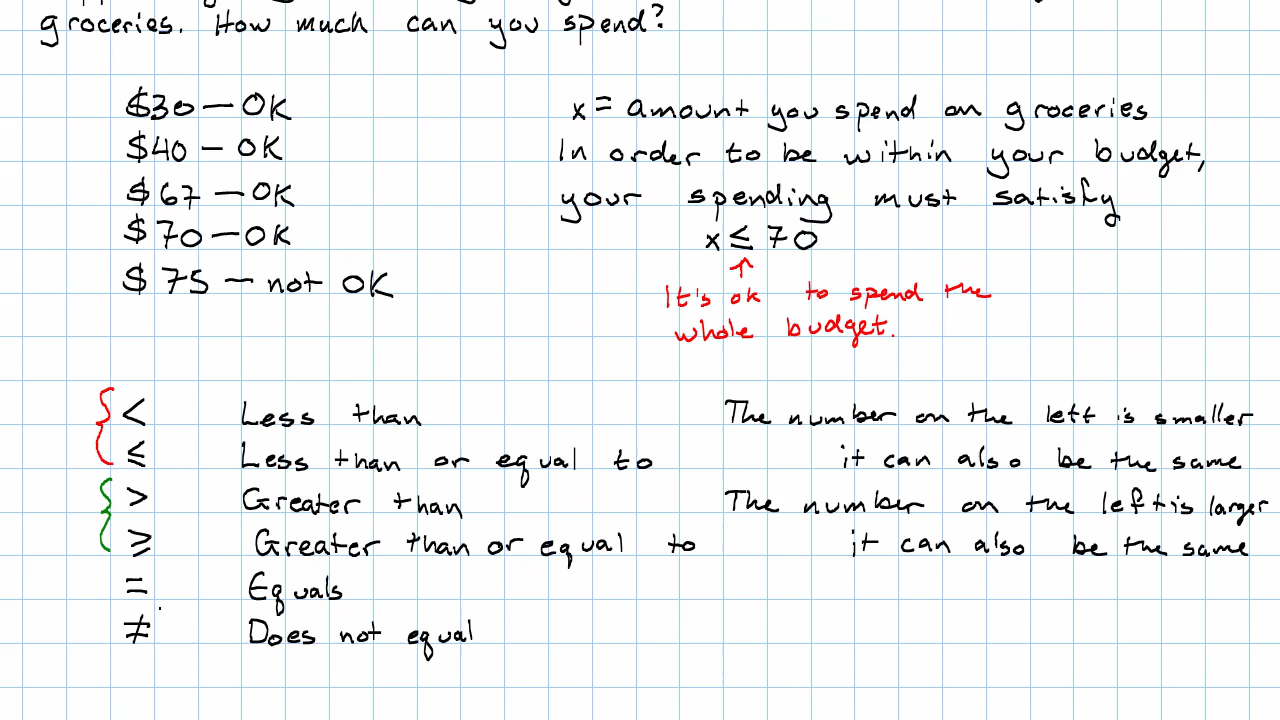 groceries. How much can you spend?
$30 — OK
$40 — OK
$67 — OK
$70 — OK
$75 — not OK
x = amount you spend on groceries
In order to be within your budget,
your spending must satisfy
x ≤ 70
↑
It's ok to spend the
whole budget.
< Less than The number on the left is smaller
≤ Less than or equal to it can also be the same
> Greater than The number on the left is larger
≥ Greater than or equal to it can also be the same
= Equals
≠ Does not equal